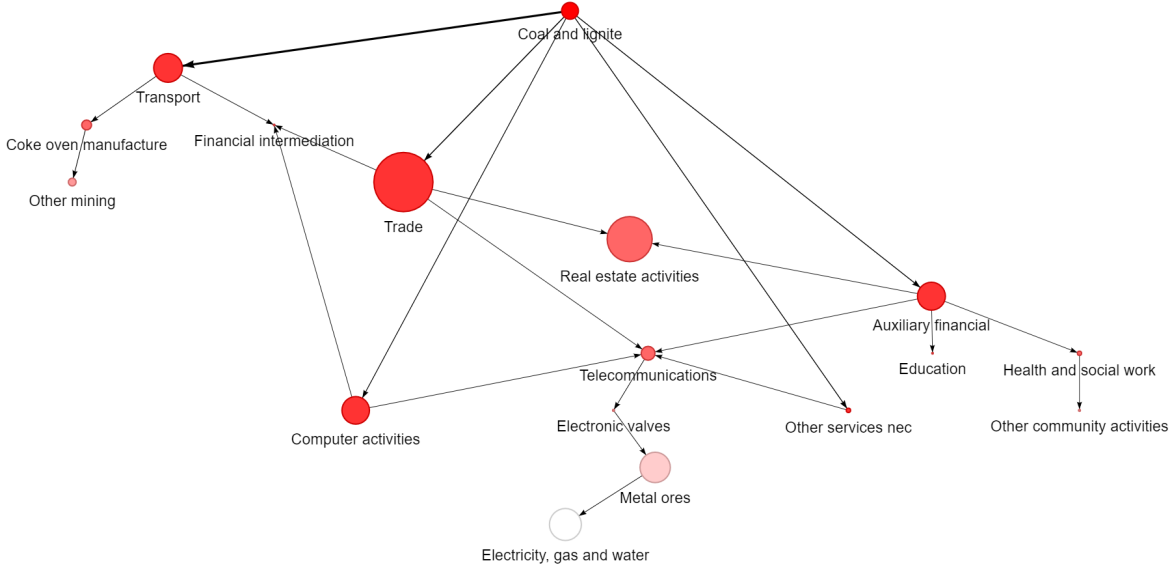 Coal and lignite
Transport
Coke oven manufacture
Financial intermediation
Other mining
Trade
Real estate activities
Auxiliary financial
Telecommunications
Education
Health and social work
Computer activities
Electronic valves
Other services nec
Other community activities
Metal ores
Electricity, gas and water